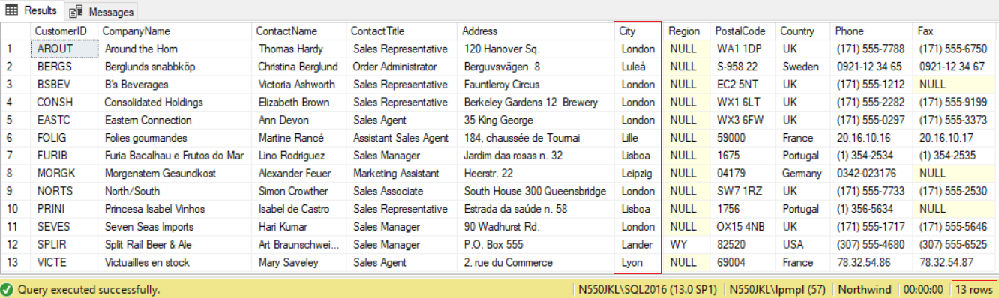 Results Messages
CustomerID CompanyName ContactName ContactTitle Address City Region PostalCode Country Phone Fax
1 AROUT Around the Horn Thomas Hardy Sales Representative 120 Hanover Sq. London NULL WA1 1DP UK (171) 555-7788 (171) 555-6750
2 BERGS Berglunds snabbköp Christina Berglund Order Administrator Berguvsvägen 8 Luleå NULL S-958 22 Sweden 0921-12 34 65 0921-12 34 67
3 BSBEV B's Beverages Victoria Ashworth Sales Representative Fauntleroy Circus London NULL EC2 5NT UK (171) 555-1212 NULL
4 CONSH Consolidated Holdings Elizabeth Brown Sales Representative Berkeley Gardens 12 Brewery London NULL WX1 6LT UK (171) 555-2282 (171) 555-9199
5 EASTC Eastern Connection Ann Devon Sales Agent 35 King George London NULL WX3 6FW UK (171) 555-0297 (171) 555-3373
6 FOLIG Folies gourmandes Martine Rancé Assistant Sales Agent 184, chaussée de Tournai Lille NULL 59000 France 20.16.10.16 20.16.10.17
7 FURIB Furia Bacalhau e Frutos do Mar Lino Rodriguez Sales Manager Jardim das rosas n. 32 Lisboa NULL 1675 Portugal (1) 354-2534 (1) 354-2535
8 MORGK Morgenstern Gesundkost Alexander Feuer Marketing Assistant Heerstr. 22 Leipzig NULL 04179 Germany 0342-023176 NULL
9 NORTS North/South Simon Crowther Sales Associate South House 300 Queensbridge London NULL SW7 1RZ UK (171) 555-7733 (171) 555-2530
10 PRINI Princesa Isabel Vinhos Isabel de Castro Sales Representative Estrada da saúde n. 58 Lisboa NULL 1756 Portugal (1) 356-5634 NULL
11 SEVES Seven Seas Imports Hari Kumar Sales Manager 90 Wadhurst Rd. London NULL OX15 4NB UK (171) 555-1717 (171) 555-5646
12 SPLIR Split Rail Beer & Ale Art Braunschwei... Sales Manager P.O. Box 555 Lander WY 82520 USA (307) 555-4680 (307) 555-6525
13 VICTE Victuailles en stock Mary Saveley Sales Agent 2, rue du Commerce Lyon NULL 69004 France 78.32.54.86 78.32.54.87
Query executed successfully. N550JKL\SQL2016 (13.0 SP1) N550JKL\lpmpl (57) Northwind 00:00:00 13 rows